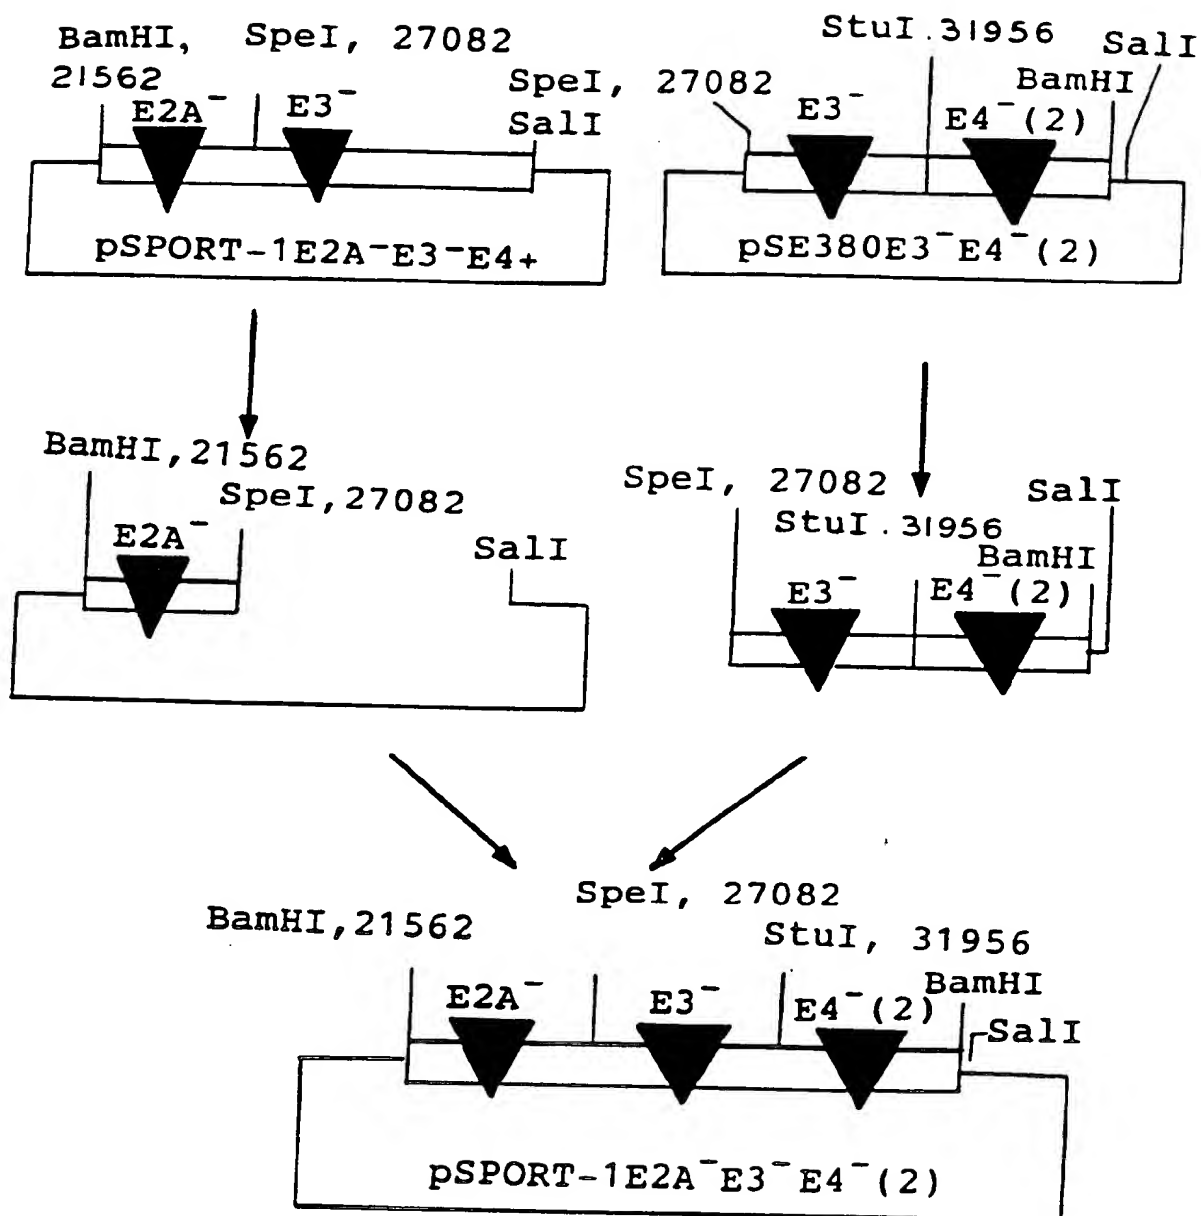 BamHI, SpeI, 27082
21562
E2A⁻ E3⁻
SpeI,
SalI
pSPORT-1E2A⁻E3⁻E4+
StuI.31956 SalI
27082 BamHI
E3⁻ E4⁻(2)
pSE380E3⁻E4⁻(2)
BamHI,21562
SpeI,27082
E2A⁻
SalI
SpeI, 27082 SalI
StuI.31956
BamHI
E3⁻ E4⁻(2)
SpeI, 27082
BamHI,21562 StuI, 31956
BamHI
E2A⁻ E3⁻ E4⁻(2)
SalI
pSPORT-1E2A⁻E3⁻E4⁻(2)